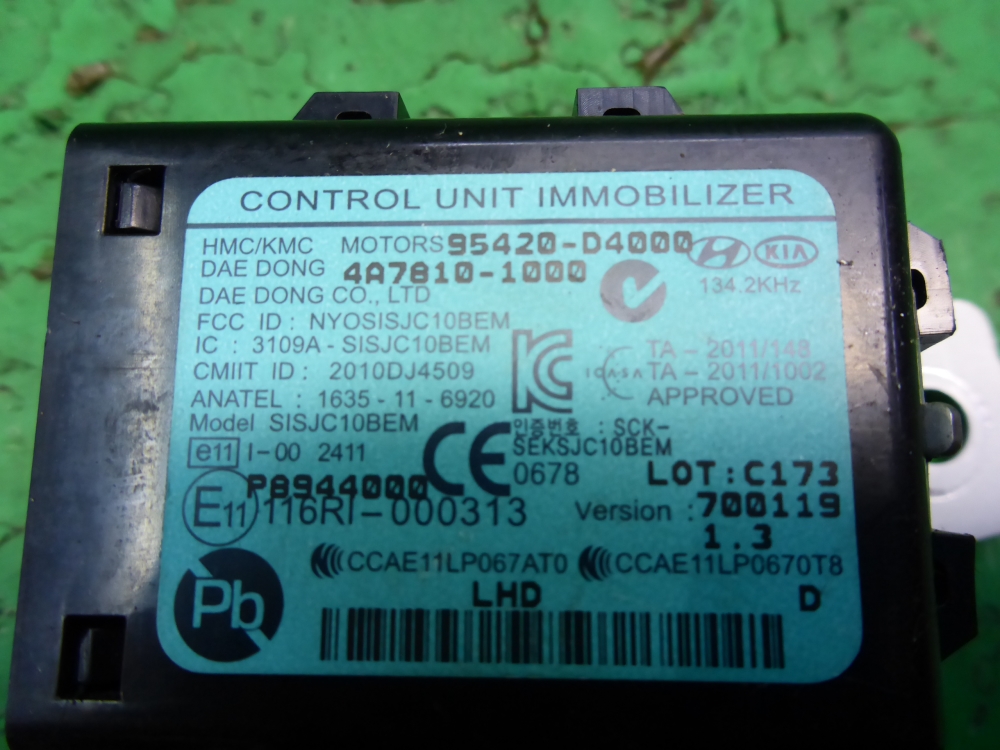 CONTROL UNIT IMMOBILIZER
HMC/KMC MOTORS 95420-D4000 KIA
DAE DONG 4A7810-1000
134.2KHz
DAE DONG CO., LTD
FCC ID : NYOSISJC10BEM
IC : 3109A - SISJC10BEM
CMIIT ID : 2010DJ4509
ANATEL : 1635 - 11 - 6920
Model SISJC10BEM
ICASA
TA - 2011/148
TA - 2011/1002
APPROVED
인증번호 : SCK-
SEKSJC10BEM
e11 I-00 2411
CE 0678
LOT:C173
P8944000
E11 116RI-000313
Version : 700119
1.3
CCAE11LP067AT0 CCAE11LP0670T8
Pb
LHD D